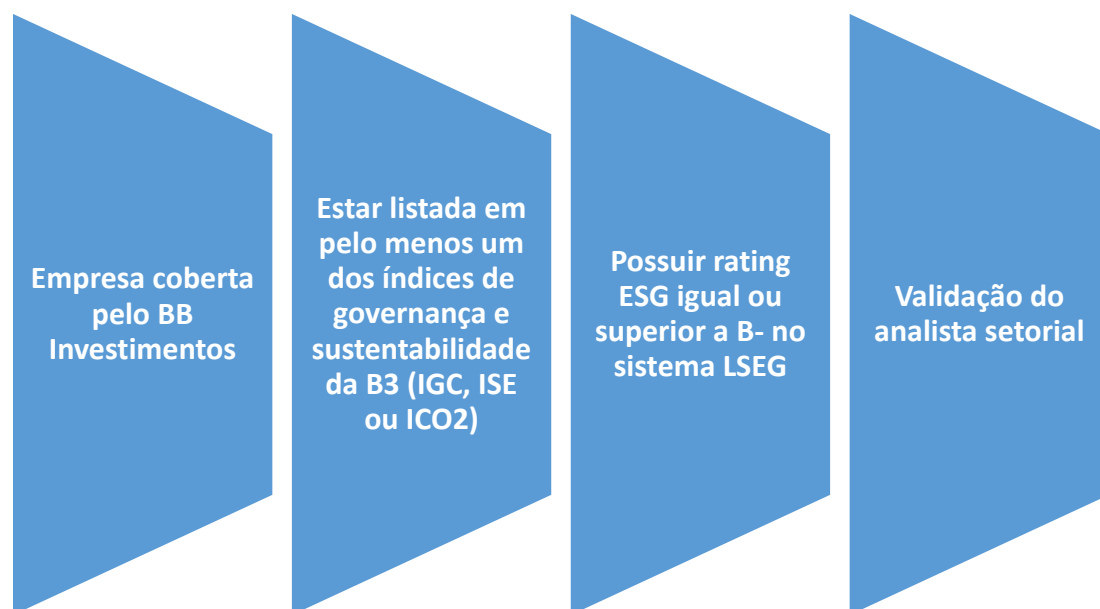 Empresa coberta
pelo BB
Investimentos
Estar listada em
pelo menos um
dos índices de
governança e
sustentabilidade
da B3 (IGC, ISE
ou ICO2)
Possuir rating
ESG igual ou
superior a B- no
sistema LSEG
Validação do
analista setorial